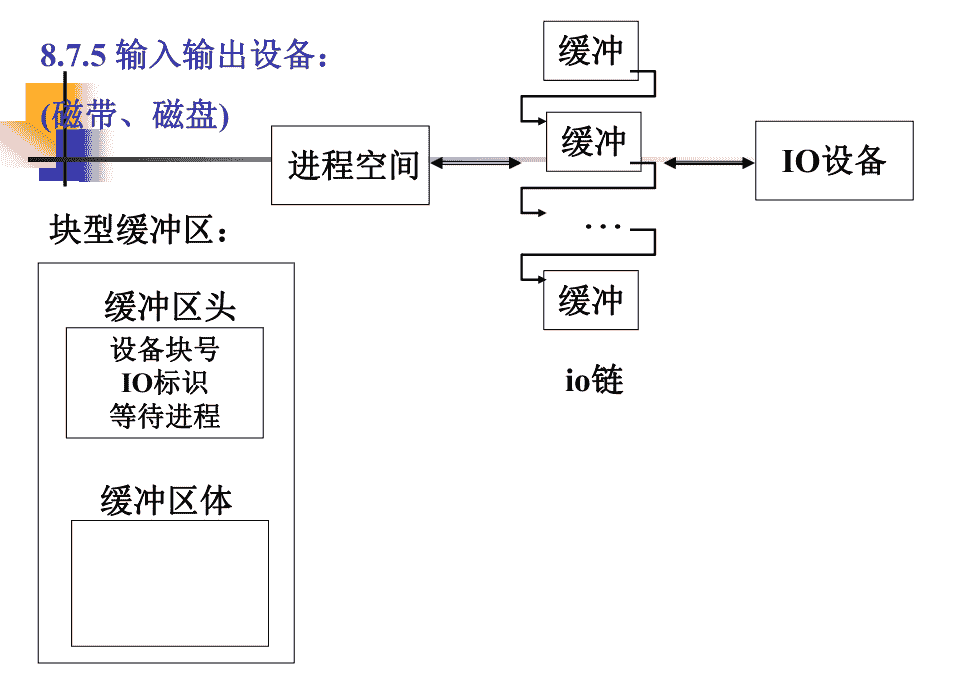 8.7.5 输入输出设备：
(磁带、磁盘)
缓冲
缓冲
进程空间
IO设备
…
缓冲
io链
块型缓冲区：
缓冲区头
设备块号
IO标识
等待进程
缓冲区体